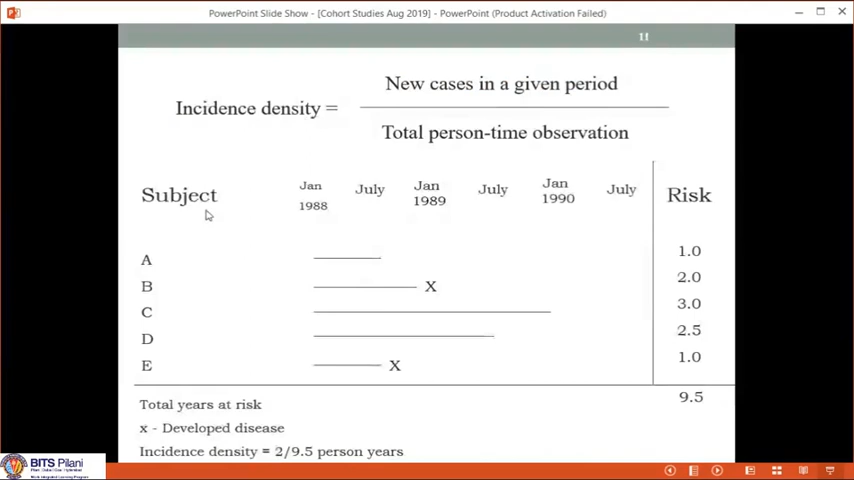 PowerPoint Slide Show - [Cohort Studies Aug 2019] - PowerPoint (Product Activation Failed)
11
New cases in a given period
Incidence density =
Total person-time observation
Subject Jan 1988 July Jan 1989 July Jan 1990 July Risk
A 1.0
B X 2.0
C 3.0
D 2.5
E X 1.0
Total years at risk 9.5
x - Developed disease
Incidence density = 2/9.5 person years
BITS Pilani